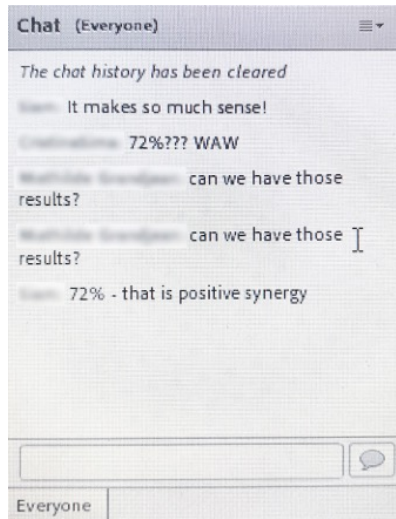 Chat (Everyone)
The chat history has been cleared
It makes so much sense!
72%??? WAW
can we have those
results?
can we have those
results?
72% - that is positive synergy
Everyone